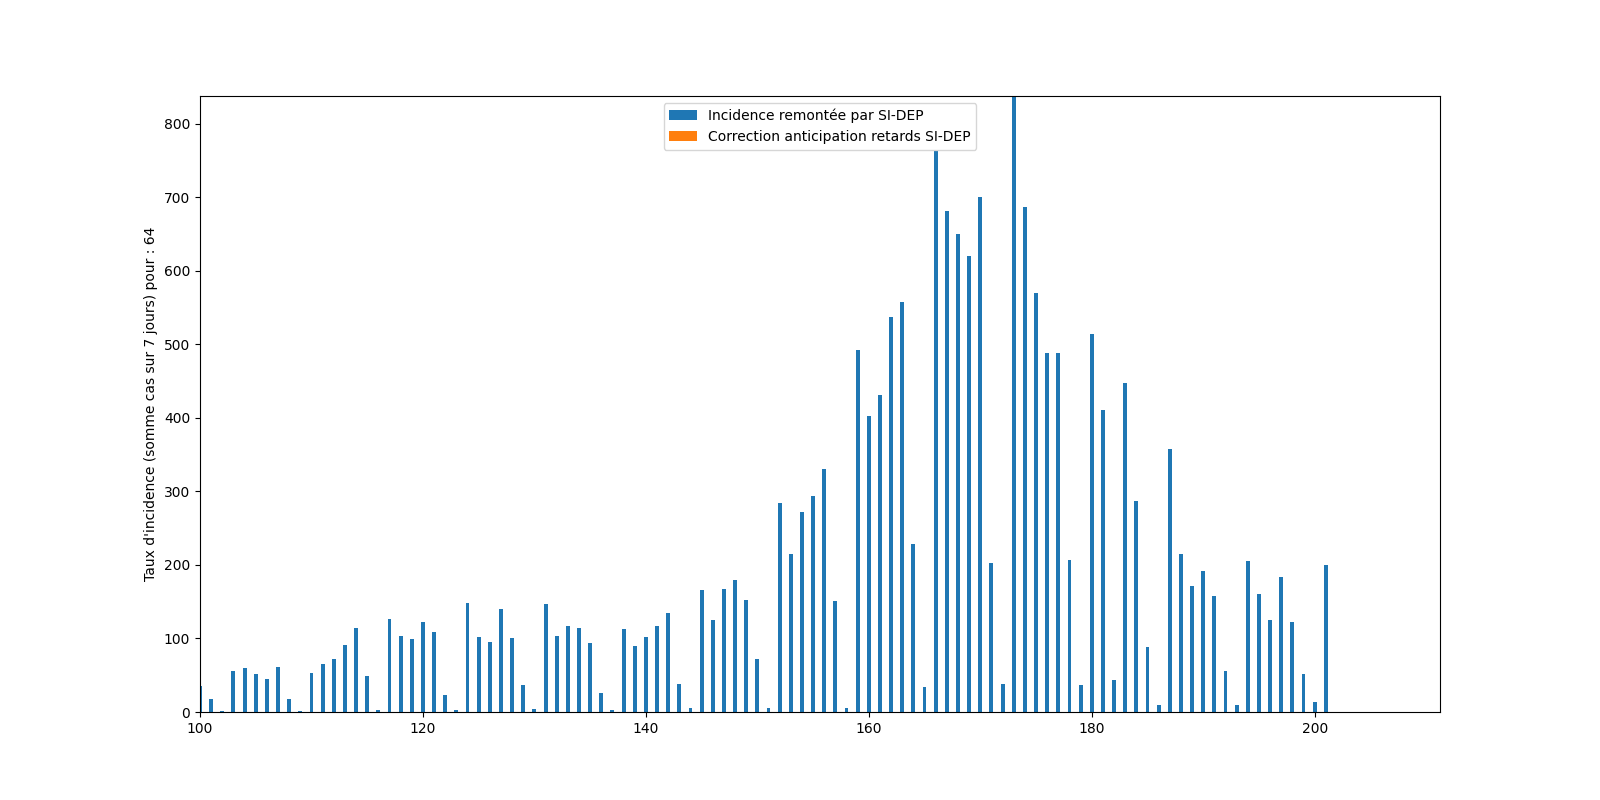 Incidence remontée par SI-DEP
Correction anticipation retards SI-DEP
Taux d'incidence (somme cas sur 7 jours) pour : 64
800
700
600
500
400
300
200
100
0
100 120 140 160 180 200